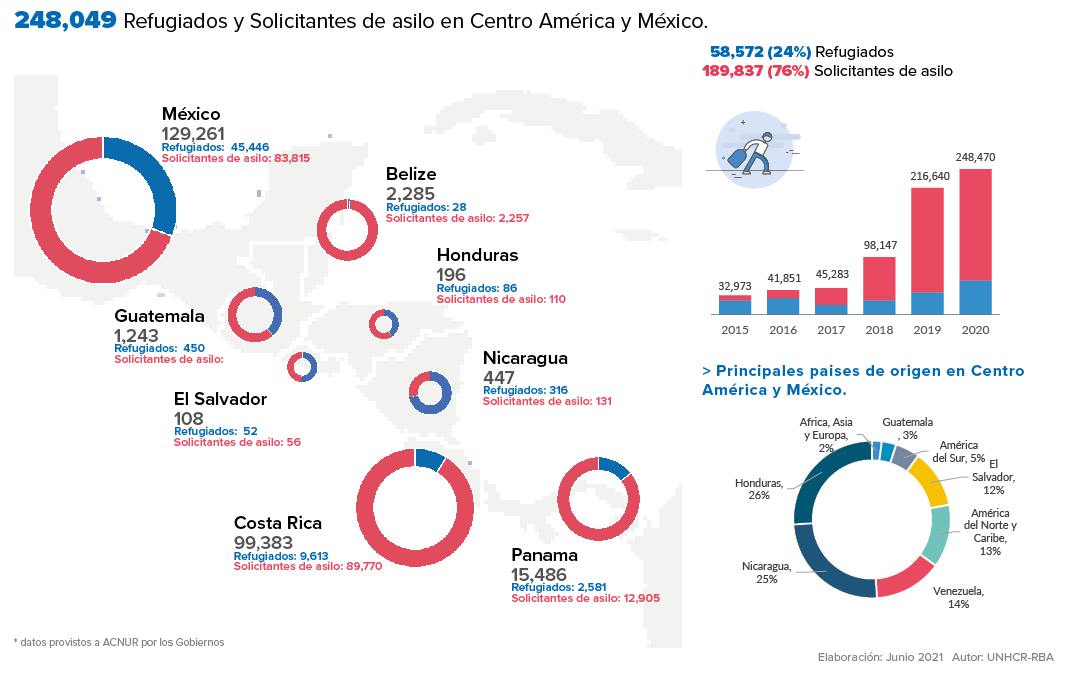 248,049 Refugiados y Solicitantes de asilo en Centro América y México.
58,572 (24%) Refugiados
189,837 (76%) Solicitantes de asilo
México
129,261
Refugiados: 45,446
Solicitantes de asilo: 83,815
Belize
2,285
Refugiados: 28
Solicitantes de asilo: 2,257
Honduras
196
Refugiados: 86
Solicitantes de asilo: 110
Guatemala
1,243
Refugiados: 450
Solicitantes de asilo:
Nicaragua
447
Refugiados: 316
Solicitantes de asilo: 131
El Salvador
108
Refugiados: 52
Solicitantes de asilo: 56
Costa Rica
99,383
Refugiados: 9,613
Solicitantes de asilo: 89,770
Panama
15,486
Refugiados: 2,581
Solicitantes de asilo: 12,905
32,973
41,851
45,283
98,147
216,640
248,470
2015 2016 2017 2018 2019 2020
> Principales paises de origen en Centro
América y México.
Africa, Asia
y Europa,
2%
Guatemala
, 3%
América
del Sur, 5%
El
Salvador,
12%
América
del Norte y
Caribe,
13%
Venezuela,
14%
Nicaragua,
25%
Honduras,
26%
* datos provistos a ACNUR por los Gobiernos
Elaboración: Junio 2021 Autor: UNHCR-RBA